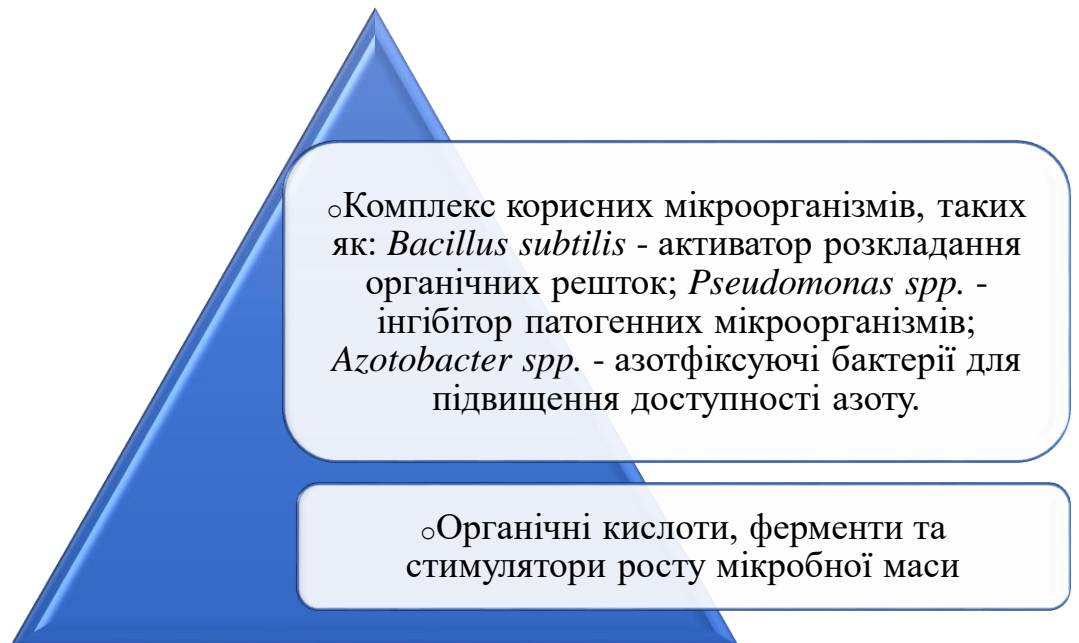 ○Комплекс корисних мікроорганізмів, таких
як: Bacillus subtilis - активатор розкладання
органічних решток; Pseudomonas spp. -
інгібітор патогенних мікроорганізмів;
Azotobacter spp. - азотфіксуючі бактерії для
підвищення доступності азоту.
○Органічні кислоти, ферменти та
стимулятори росту мікробної маси